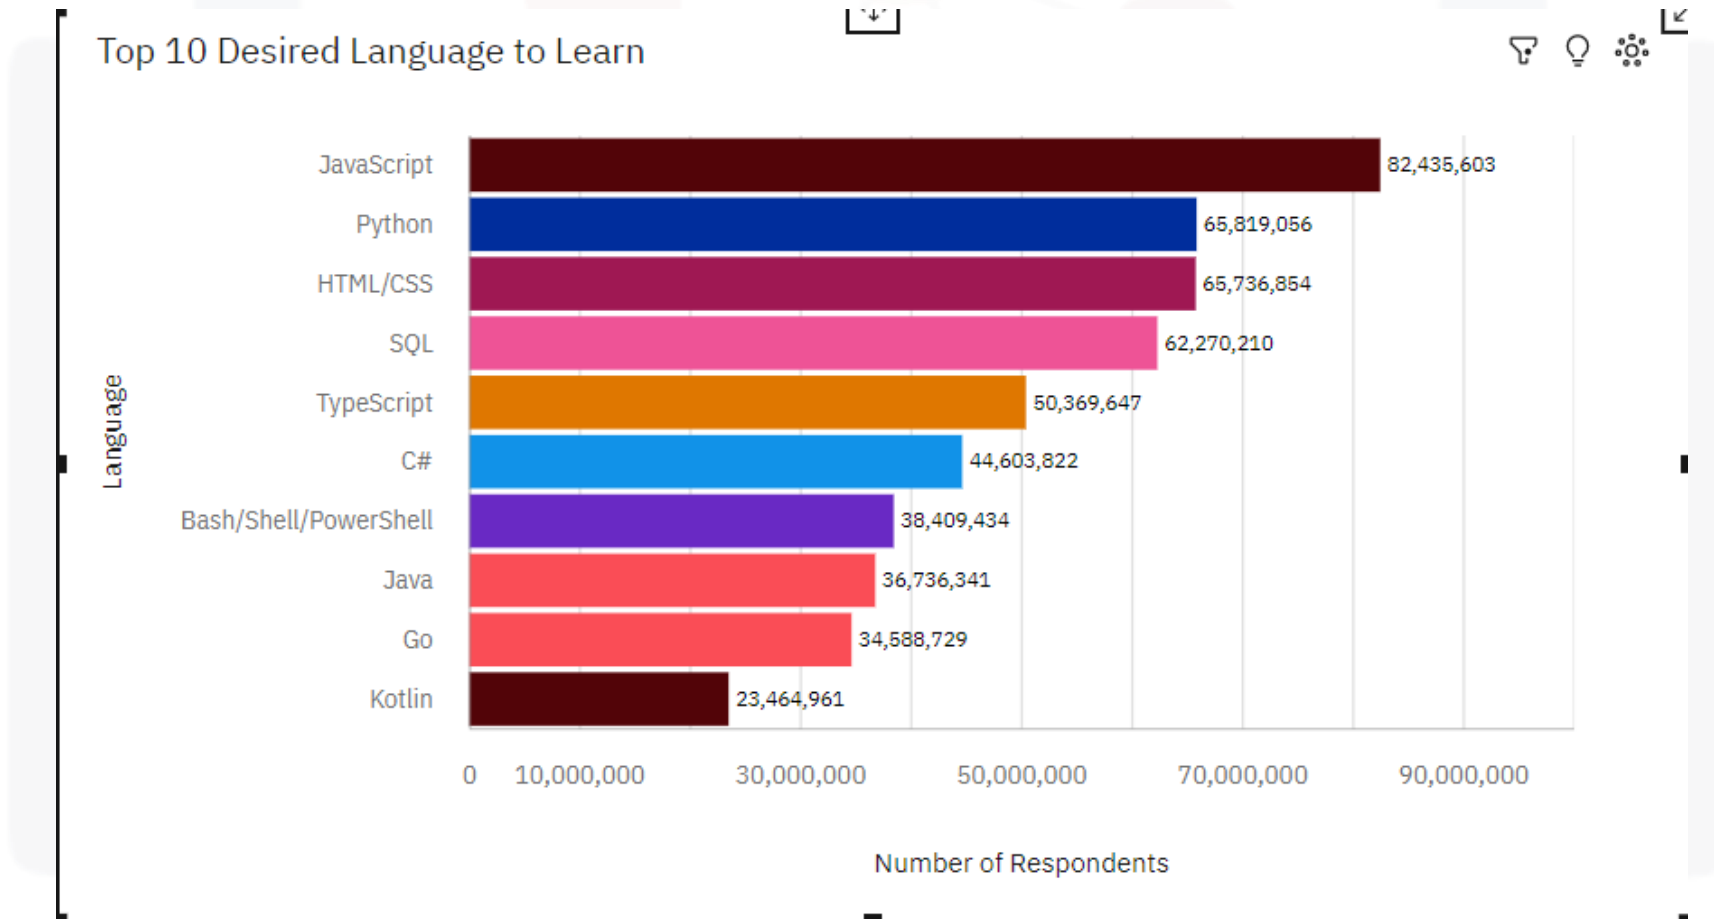 Top 10 Desired Language to Learn
Language
JavaScript 82,435,603
Python 65,819,056
HTML/CSS 65,736,854
SQL 62,270,210
TypeScript 50,369,647
C# 44,603,822
Bash/Shell/PowerShell 38,409,434
Java 36,736,341
Go 34,588,729
Kotlin 23,464,961
0 10,000,000 30,000,000 50,000,000 70,000,000 90,000,000
Number of Respondents